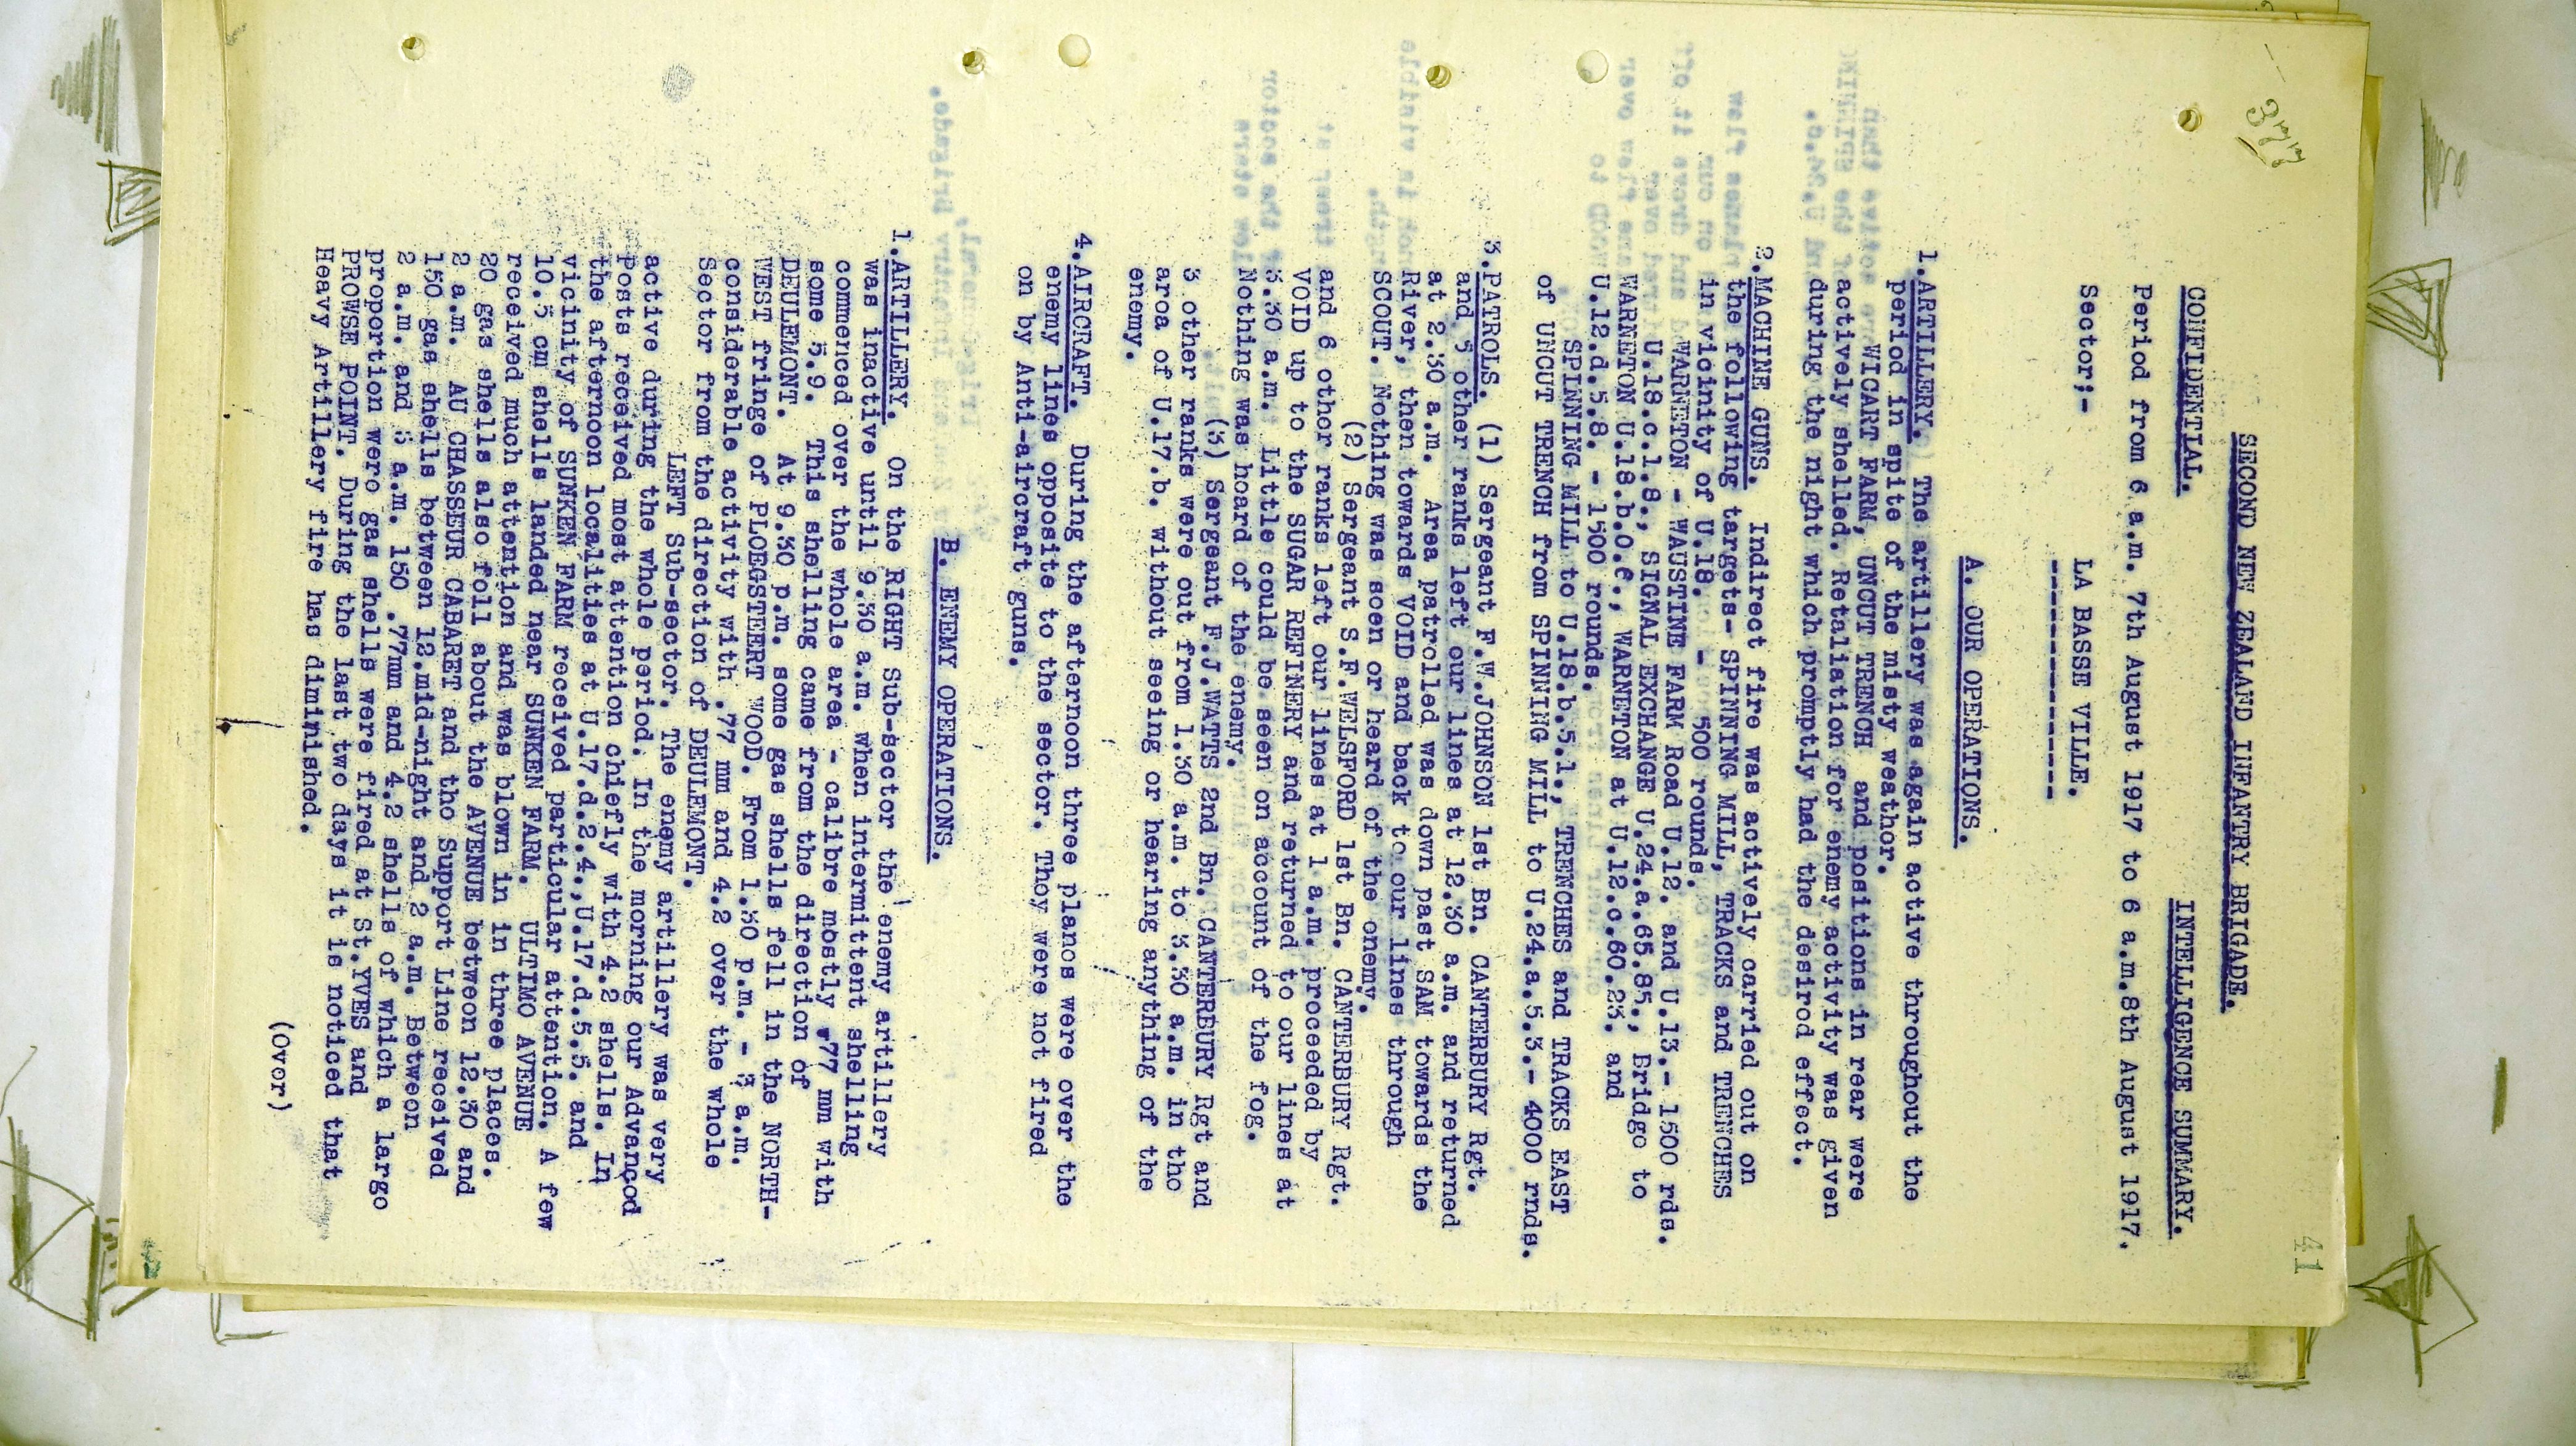 377
41
SECOND NEW ZEALAND INFANTRY BRIGADE.
CONFIDENTIAL. INTELLIGENCE SUMMARY.
Period from 6 a.m. 7th August 1917 to 6 a.m.8th August 1917.
Sector;- LA BASSE VILLE.
-------------
A. OUR OPERATIONS.
1.ARTILLERY. The artillery was again active throughout the
period in spite of the misty weathor.
WICART FARM, UNCUT TRENCH and positions in rear were
actively shelled. Retaliation for enemy activity was given
during the night which promptly had the desired effect.
2.MACHINE GUNS. Indirect fire was actively carried out on
the following targets- SPINNING MILL, TRACKS and TRENCHES
in vicinity of U.18. - 500 rounds.
WARNETON - WAUSTINE FARM Road U.12. and U.13.- 1500 rds.
U.18.c.1.8., SIGNAL EXCHANGE U.24.a.65.85., Bridgo to
WARNETON U.18.b.0.6., WARNETON at U.12.c.60.23. and
U.12.d.5.8. - 1500 rounds.
SPINNING MILL to U.18.b.5.1., TRENCHES and TRACKS EAST
of UNCUT TRENCH from SPINNING MILL to U.24.a.5.3.- 4000 rnds.
3.PATROLS. (1) Sergeant F.W.JOHNSON 1st Bn. CANTERBURY Rgt.
and 5 other ranks left our lines at 12.30 a.m. and returned
at 2.30 a.m. Area patrolled was down past SAM towards the
River, then towards VOID and back to our lines through
SCOUT. Nothing was soen or heard of the enemy.
(2) Sergeant S.F.WELSFORD 1st Bn. CANTERBURY Rgt.
and 6 other ranks left our lines at 1 a.m. proceeded by
VOID up to the SUGAR REFINERY and returned to our lines at
3.30 a.m. Little could be seen on account of the fog.
Nothing was hoard of the enemy.
(3) Sergeant F.J.WATTS 2nd Bn. CANTERBURY Rgt and
3 other ranks were out from 1.30 a.m. to 3.30 a.m. in tho
aroa of U.17.b. without seeing or hearing anything of the
enemy.
4.AIRCRAFT. During the afternoon three planos were over the
enemy lines opposite to the sector. Thoy were not fired
on by Anti-aircraft guns.
B. ENEMY OPERATIONS.
1.ARTILLERY. On the RIGHT Sub-sector the enemy artillery
was inactive until 9.30 a.m. when intermittent shelling
commenced over the whole area - calibre mostly .77 mm with
some 5.9. This shelling came from the direction of
DEULEMONT. At 9.30 p.m. some gas shells fell in the NORTH-
WEST fringe of PLOEGSTEERT WOOD. From 1.30 p.m. - 3 a.m.
considerable activity with .77 mm and 4.2 over the whole
Sector from the direction of DEULEMONT.
LEFT Sub-sector. The enemy artillery was very
active during the whole period. In the morning our Advancod
posts received most attention chiefly with 4.2 shells. In
the afternoon localities at U.17.d.2.4.,U.17.d.5.5. and
vicinity of SUNKEN FARM received particular attention. A few
10.5 cm shells landed near SUNKEN FARM. ULTIMO AVENUE
received much attention and was blown in in three places.
20 gas shells also foll about the AVENUE betweon 12.30 and
2 a.m. AU CHASSEUR CABARET and tho Support Line received
150 gas shells between 12.mid-night and 2 a.m. Betweon
2 a.m. and 3 a.m. 150 .77mm and 4.2 shells of which a largo
proportion wero gas shells were fired at St.YVES and
PROWSE POINT. During the last two days it is noticed that
Heavy Artillery fire has diminished.
(Ovor)